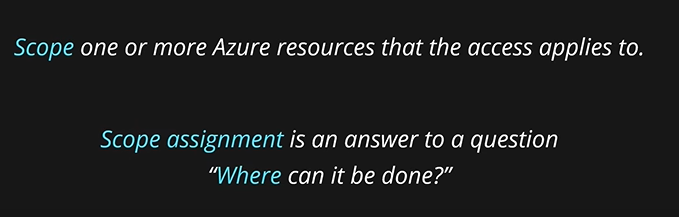 Scope one or more Azure resources that the access applies to.
Scope assignment is an answer to a question
“Where can it be done?”